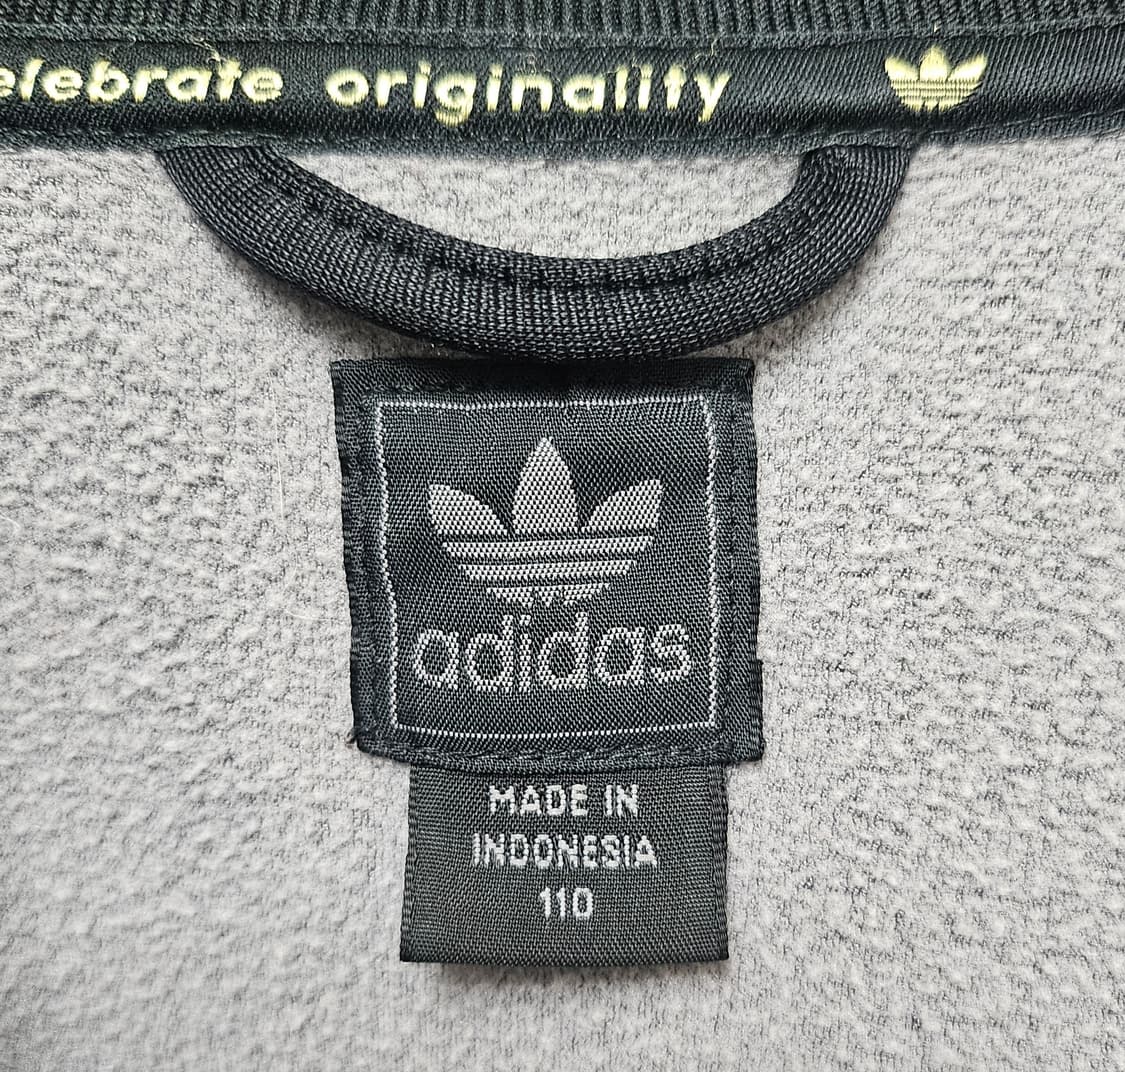 elebrate originality
adidas
MADE IN
INDONESIA
110